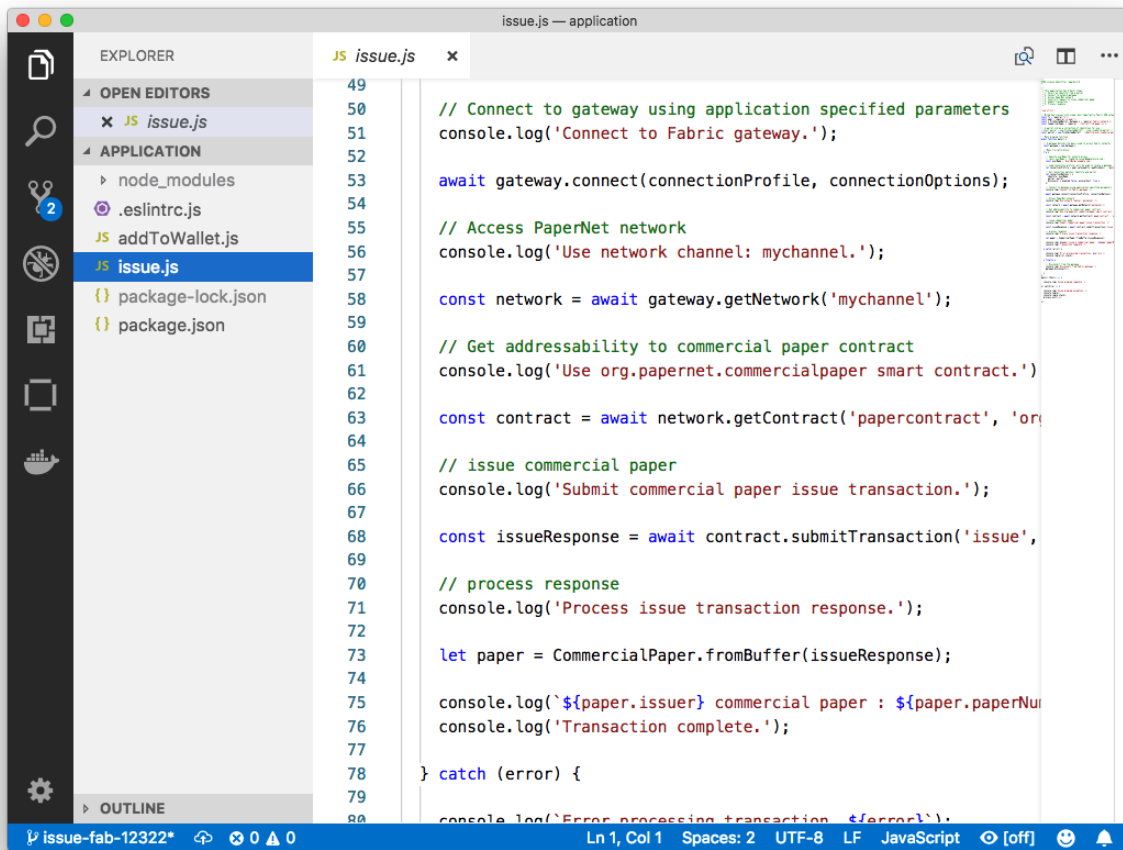 issue.js — application
EXPLORER
OPEN EDITORS
JS issue.js
APPLICATION
node_modules
.eslintrc.js
JS addToWallet.js
JS issue.js
{} package-lock.json
{} package.json
OUTLINE
JS issue.js
49
50 // Connect to gateway using application specified parameters
51 console.log('Connect to Fabric gateway.');
52
53 await gateway.connect(connectionProfile, connectionOptions);
54
55 // Access PaperNet network
56 console.log('Use network channel: mychannel.');
57
58 const network = await gateway.getNetwork('mychannel');
59
60 // Get addressability to commercial paper contract
61 console.log('Use org.papernet.commercialpaper smart contract.')
62
63 const contract = await network.getContract('papercontract', 'org
64
65 // issue commercial paper
66 console.log('Submit commercial paper issue transaction.');
67
68 const issueResponse = await contract.submitTransaction('issue',
69
70 // process response
71 console.log('Process issue transaction response.');
72
73 let paper = CommercialPaper.fromBuffer(issueResponse);
74
75 console.log(`${paper.issuer} commercial paper : ${paper.paperNum
76 console.log('Transaction complete.');
77
78 } catch (error) {
79
80 console.log(`Error processing transaction. ${error}`);
2
issue-fab-12322* 0 0 Ln 1, Col 1 Spaces: 2 UTF-8 LF JavaScript [off]